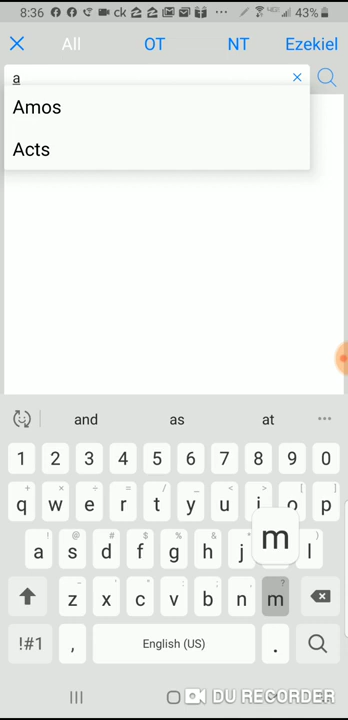 8:36 ck ... 43%
All OT NT Ezekiel
a
Amos
Acts
and as at ...
1 2 3 4 5 6 7 8 9 0
+ × ÷ = / _ < > [ ]
q w e r t y u i o p
! @ # $ % ^ & * ( )
a s d f g h j m l
- ' " : ; , ?
z x c v b n m
!#1 , English (US) .
DU RECORDER